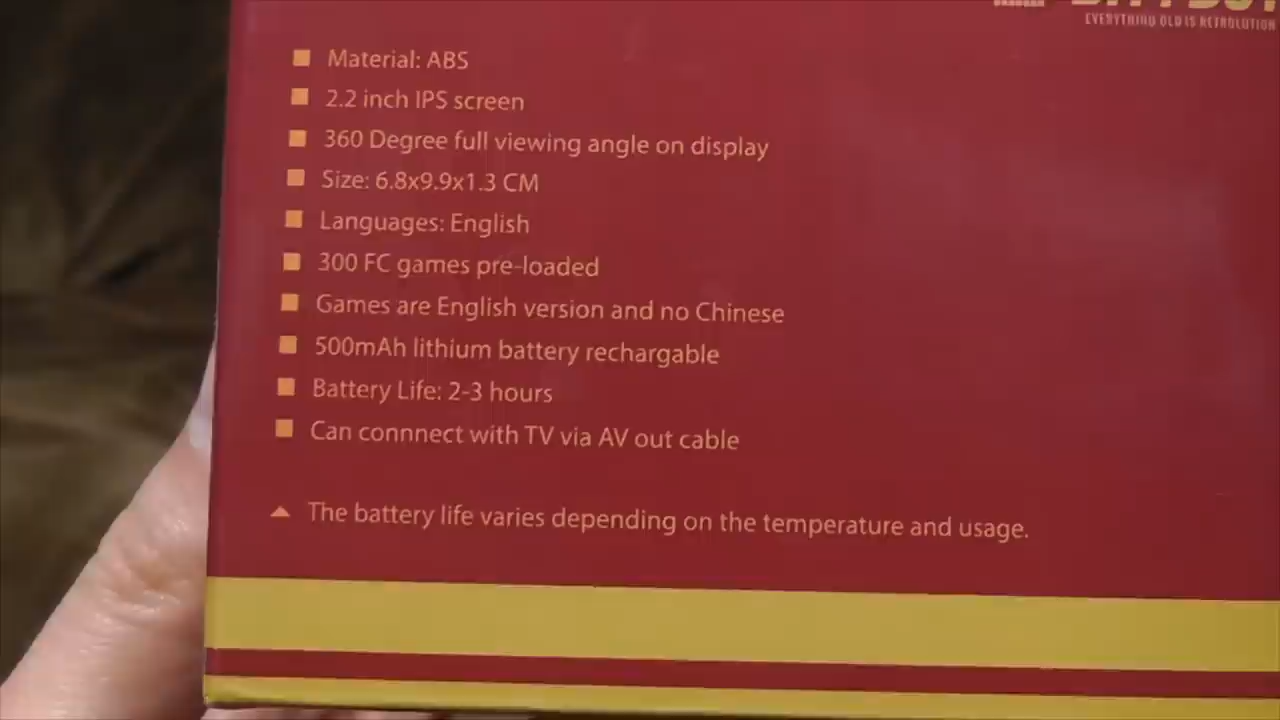 EVERYTHING OLD IS RETROLUTION
Material: ABS
2.2 inch IPS screen
360 Degree full viewing angle on display
Size: 6.8x9.9x1.3 CM
Languages: English
300 FC games pre-loaded
Games are English version and no Chinese
500mAh lithium battery rechargable
Battery Life: 2-3 hours
Can connnect with TV via AV out cable
The battery life varies depending on the temperature and usage.